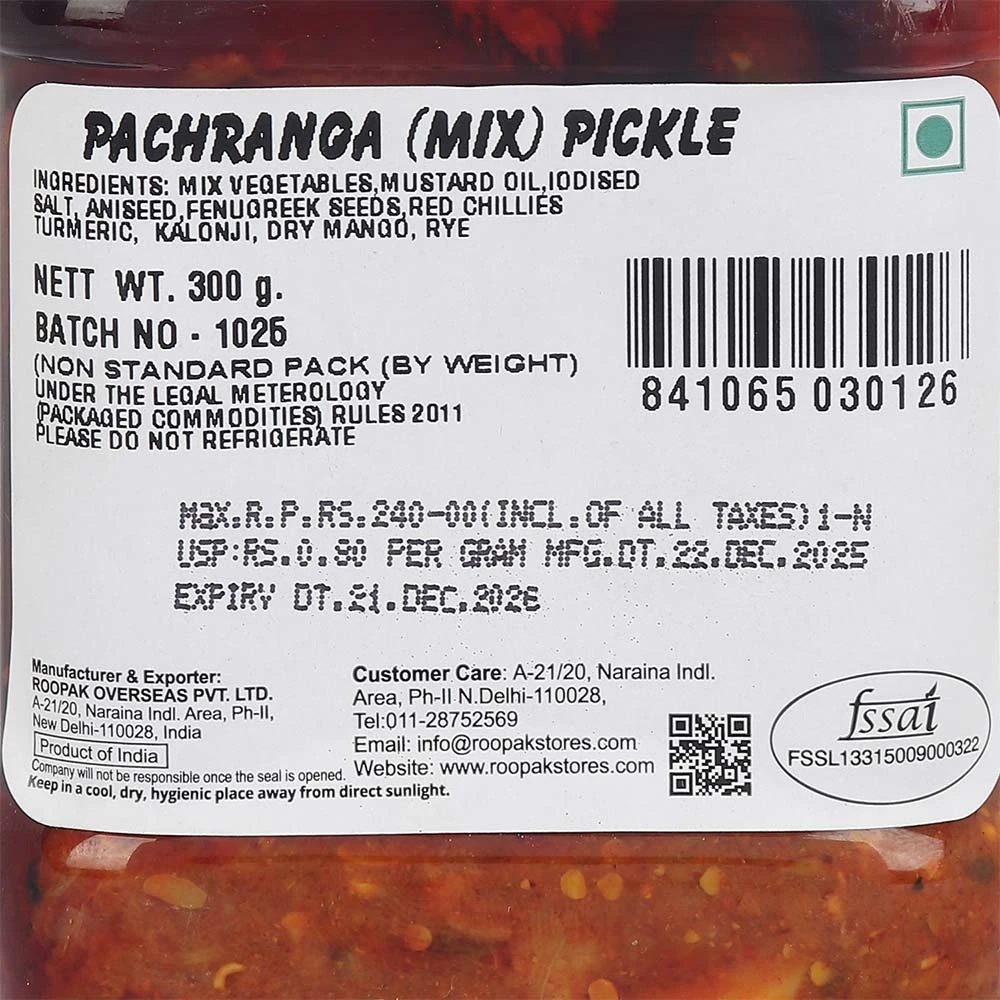 PACHRANGA (MIX) PICKLE
INGREDIENTS: MIX VEGETABLES,MUSTARD OIL,IODISED
SALT, ANISEED,FENUGREEK SEEDS,RED CHILLIES
TURMERIC, KALONJI, DRY MANGO, RYE
NETT WT. 300 g.
BATCH NO - 1025
(NON STANDARD PACK (BY WEIGHT)
UNDER THE LEGAL METEROLOGY
(PACKAGED COMMODITIES) RULES 2011
PLEASE DO NOT REFRIGERATE
841065 030126
Max.R.P.RS.240-00(INCL.OF ALL TAXES)1-N
USP:RS.0.80 PER GRAM MFG.DT.22.DEC.2025
EXPIRY DT.21.DEC.2026
Manufacturer & Exporter:
ROOPAK OVERSEAS PVT. LTD.
A-21/20, Naraina Indl. Area, Ph-II,
New Delhi-110028, India
Product of India
Company will not be responsible once the seal is opened.
Keep in a cool, dry, hygienic place away from direct sunlight.
Customer Care: A-21/20, Naraina Indl.
Area, Ph-II N.Delhi-110028,
Tel:011-28752569
Email: info@roopakstores.com
Website: www.roopakstores.com
fssai
FSSL13315009000322